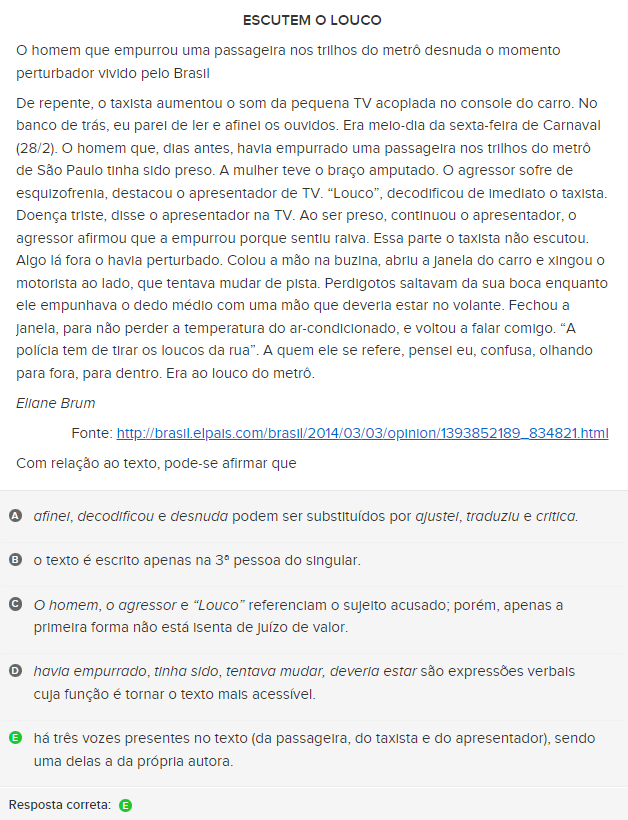 ESCUTEM O LOUCO
O homem que empurrou uma passageira nos trilhos do metrô desnuda o momento
perturbador vivido pelo Brasil
De repente, o taxista aumentou o som da pequena TV acoplada no console do carro. No
banco de trás, eu parei de ler e afinei os ouvidos. Era meio-dia da sexta-feira de Carnaval
(28/2). O homem que, dias antes, havia empurrado uma passageira nos trilhos do metrô
de São Paulo tinha sido preso. A mulher teve o braço amputado. O agressor sofre de
esquizofrenia, destacou o apresentador de TV. “Louco”, decodificou de imediato o taxista.
Doença triste, disse o apresentador na TV. Ao ser preso, continuou o apresentador, o
agressor afirmou que a empurrou porque sentiu raiva. Essa parte o taxista não escutou.
Algo lá fora o havia perturbado. Colou a mão na buzina, abriu a janela do carro e xingou o
motorista ao lado, que tentava mudar de pista. Perdigotos saltavam da sua boca enquanto
ele empunhava o dedo médio com uma mão que deveria estar no volante. Fechou a
janela, para não perder a temperatura do ar-condicionado, e voltou a falar comigo. “A
polícia tem de tirar os loucos da rua”. A quem ele se refere, pensei eu, confusa, olhando
para fora, para dentro. Era ao louco do metrô.
Eliane Brum
Fonte: http://brasil.elpais.com/brasil/2014/03/03/opinion/1393852189_834821.html
Com relação ao texto, pode-se afirmar que
A afinei, decodificou e desnuda podem ser substituídos por ajustei, traduziu e critica.
B o texto é escrito apenas na 3ª pessoa do singular.
C O homem, o agressor e “Louco” referenciam o sujeito acusado; porém, apenas a
primeira forma não está isenta de juízo de valor.
D havia empurrado, tinha sido, tentava mudar, deveria estar são expressões verbais
cuja função é tornar o texto mais acessível.
E há três vozes presentes no texto (da passageira, do taxista e do apresentador), sendo
uma delas a da própria autora.
Resposta correta: E